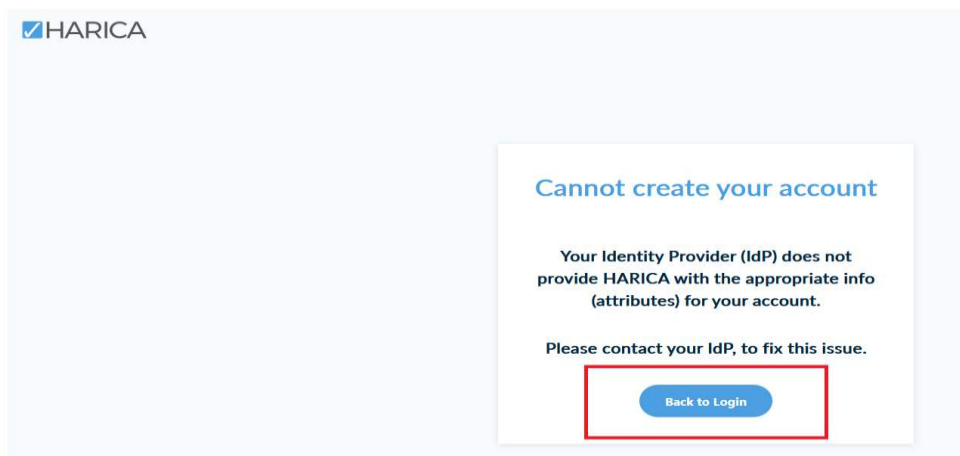 HARICA
Cannot create your account
Your Identity Provider (IdP) does not
provide HARICA with the appropriate info
(attributes) for your account.
Please contact your IdP, to fix this issue.
Back to Login